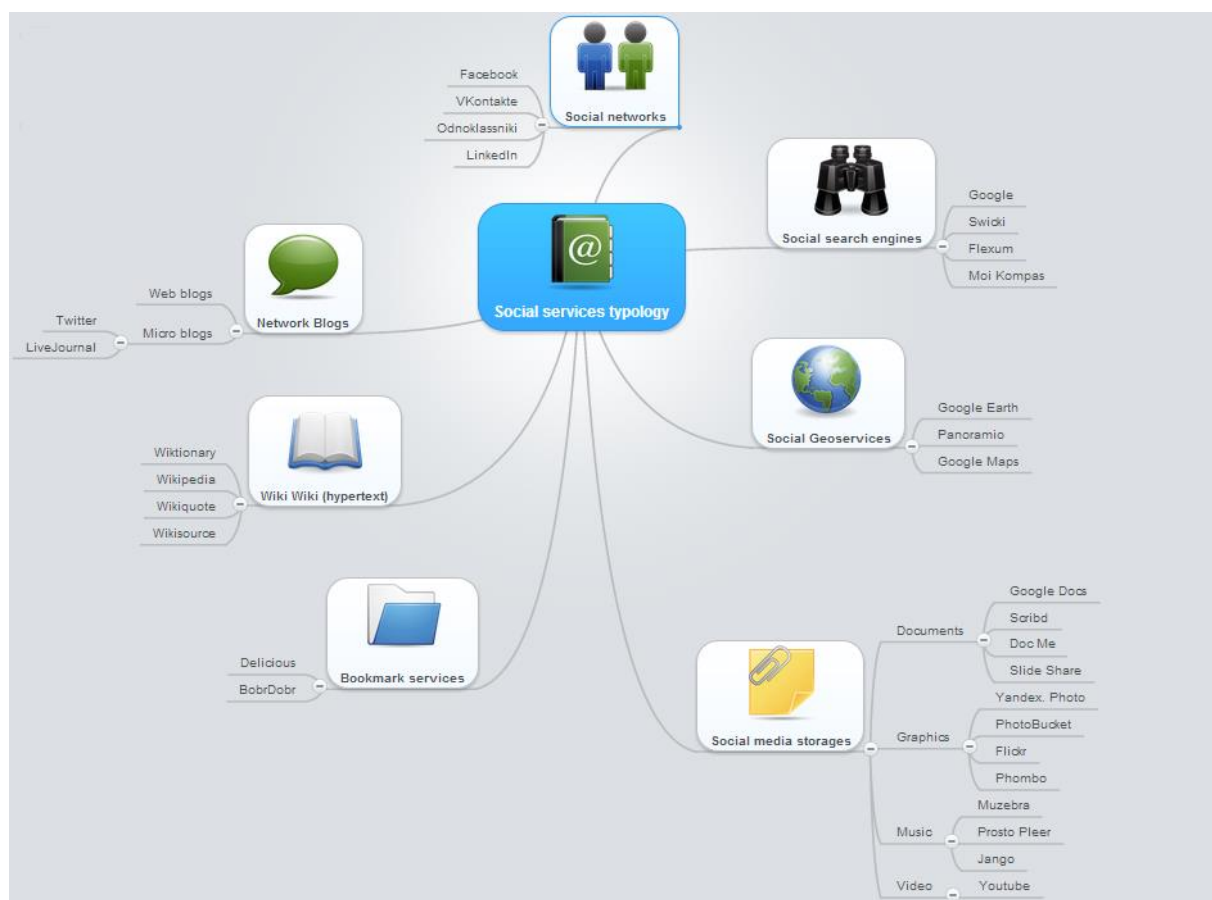 Social services typology
Social networks
Facebook
VKontakte
Odnoklassniki
LinkedIn
Social search engines
Google
Swicki
Flexum
Moi Kompas
Network Blogs
Web blogs
Micro blogs
Twitter
LiveJournal
Social Geoservices
Google Earth
Panoramio
Google Maps
Wiki Wiki (hypertext)
Wiktionary
Wikipedia
Wikiquote
Wikisource
Bookmark services
Delicious
BobrDobr
Social media storages
Documents
Google Docs
Scribd
Doc Me
Slide Share
Graphics
Yandex. Photo
PhotoBucket
Flickr
Phombo
Music
Muzebra
Prosto Pleer
Jango
Video
Youtube